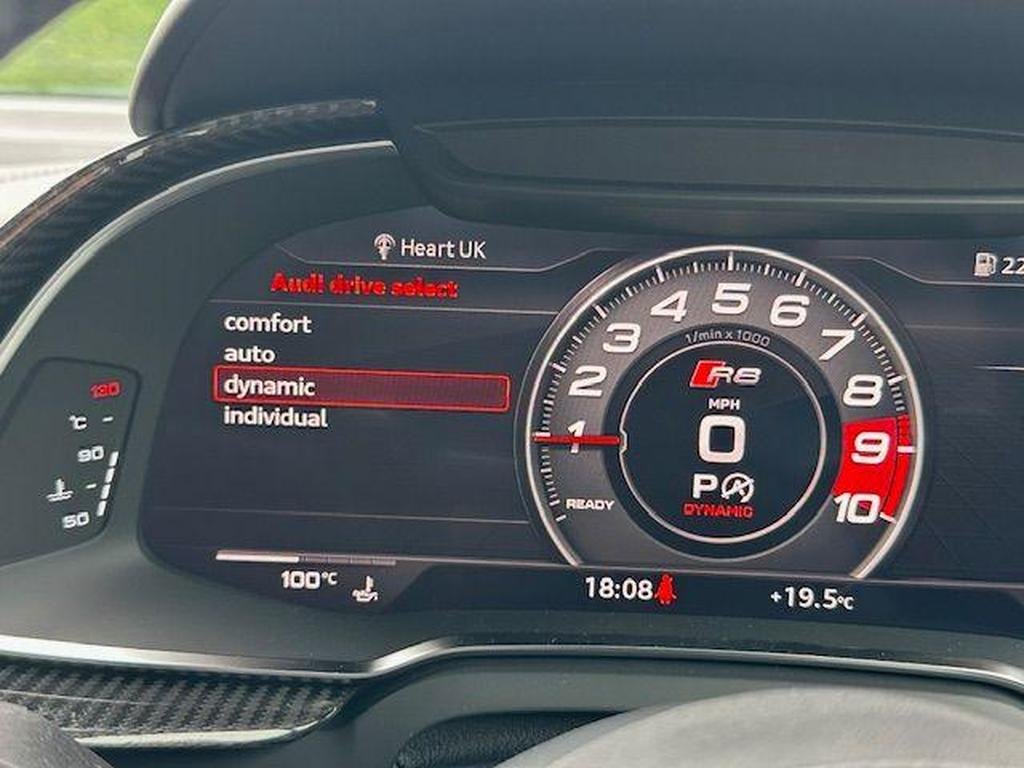 Heart UK
22
Audi drive select
comfort
auto
dynamic
individual
130
°C
90
50
1
2
3
4
5
6
7
8
9
10
1/min x 1000
R8
MPH
0
P A
READY
DYNAMIC
100°C
18:08
+19.5°C